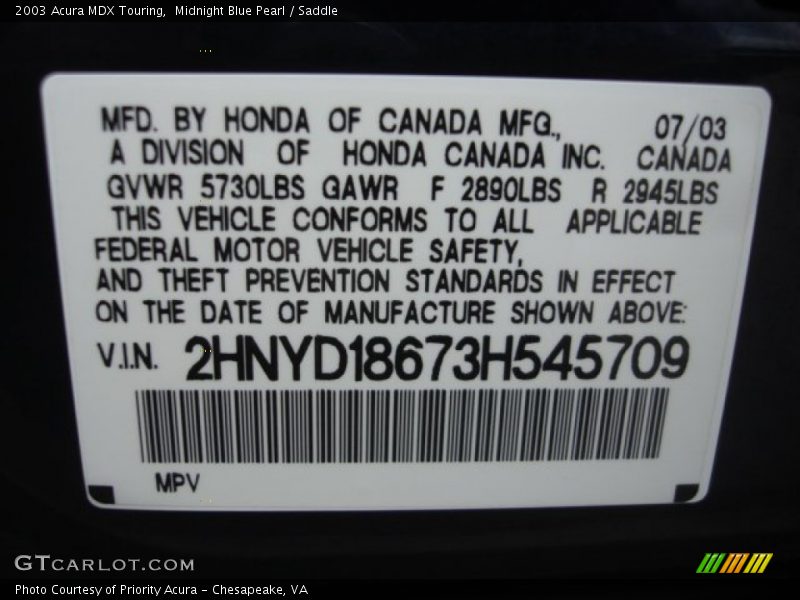 2003 Acura MDX Touring, Midnight Blue Pearl / Saddle
MFD. BY HONDA OF CANADA MFG., 07/03
A DIVISION OF HONDA CANADA INC. CANADA
GVWR 5730LBS GAWR F 2890LBS R 2945LBS
THIS VEHICLE CONFORMS TO ALL APPLICABLE
FEDERAL MOTOR VEHICLE SAFETY,
AND THEFT PREVENTION STANDARDS IN EFFECT
ON THE DATE OF MANUFACTURE SHOWN ABOVE:
V.I.N. 2HNYD18673H545709
MPV
GTCARLOT.COM
Photo Courtesy of Priority Acura - Chesapeake, VA